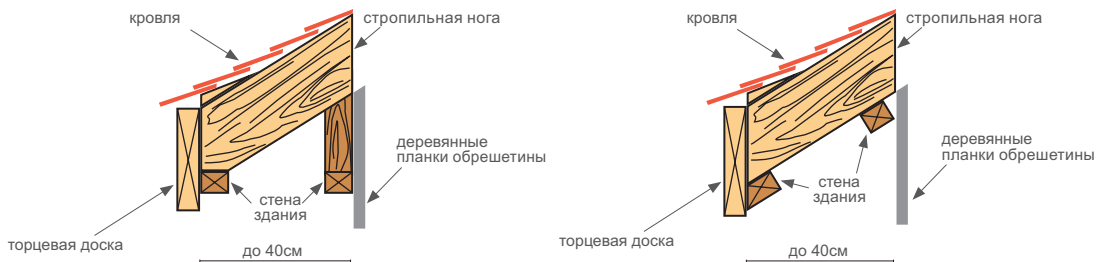 кровля
стропильная нога
деревянные
планки обрешетины
стена
здания
торцевая доска
до 40см
кровля
стропильная нога
деревянные
планки обрешетины
стена
здания
торцевая доска
до 40см